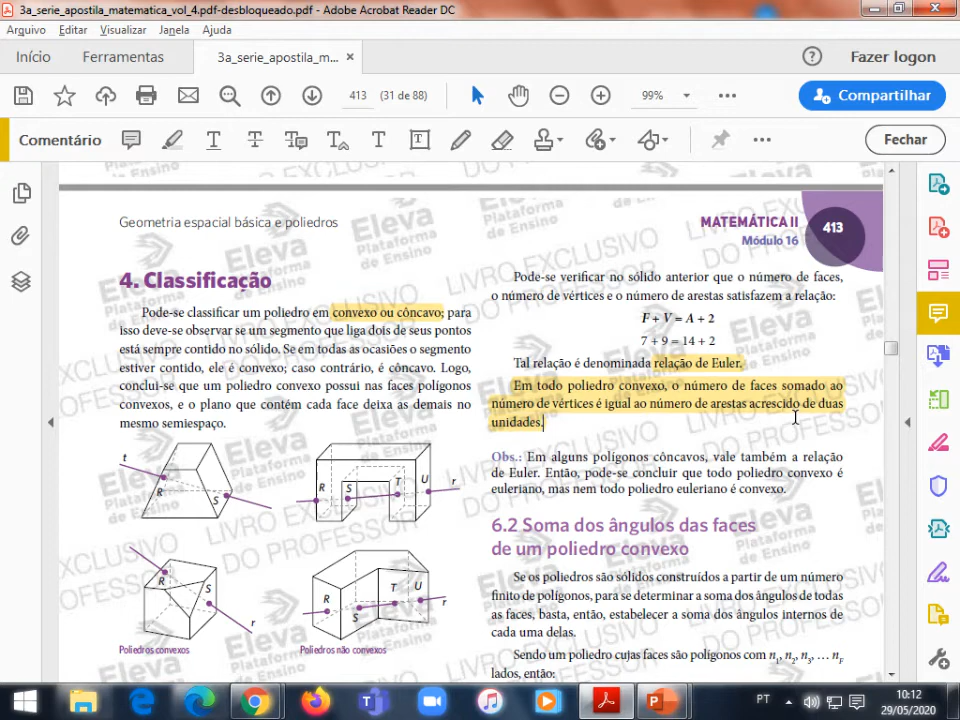 3a_serie_apostila_matematica_vol_4.pdf-desbloqueado.pdf - Adobe Acrobat Reader DC
Arquivo Editar Visualizar Janela Ajuda
Início Ferramentas 3a_serie_apostila_m... × Fazer logon
413 (31 de 88) 99% Compartilhar
Comentário Fechar
Geometria espacial básica e poliedros
MATEMÁTICA II
Módulo 16
413
4. Classificação
Pode-se classificar um poliedro em convexo ou côncavo; para
isso deve-se observar se um segmento que liga dois de seus pontos
está sempre contido no sólido. Se em todas as ocasiões o segmento
estiver contido, ele é convexo; caso contrário, é côncavo. Logo,
conclui-se que um poliedro convexo possui nas faces polígonos
convexos, e o plano que contém cada face deixa as demais no
mesmo semiespaço.
t R S
R S T U r
R S r
R S T U r
Poliedros convexos
Poliedros não convexos
Pode-se verificar no sólido anterior que o número de faces,
o número de vértices e o número de arestas satisfazem a relação:
F + V = A + 2
7 + 9 = 14 + 2
Tal relação é denominada relação de Euler.
Em todo poliedro convexo, o número de faces somado ao
número de vértices é igual ao número de arestas acrescido de duas
unidades.
Obs.: Em alguns polígonos côncavos, vale também a relação
de Euler. Então, pode-se concluir que todo poliedro convexo é
euleriano, mas nem todo poliedro euleriano é convexo.
6.2 Soma dos ângulos das faces
de um poliedro convexo
Se os poliedros são sólidos construídos a partir de um número
finito de polígonos, para se determinar a soma dos ângulos de todas
as faces, basta, então, estabelecer a soma dos ângulos internos de
cada uma delas.
Sendo um poliedro cujas faces são polígonos com n1, n2, n3, … nF
lados, então:
Eleva
Plataforma
de Ensino
LIVRO EXCLUSIVO
DO PROFESSOR
PT
10:12
29/05/2020